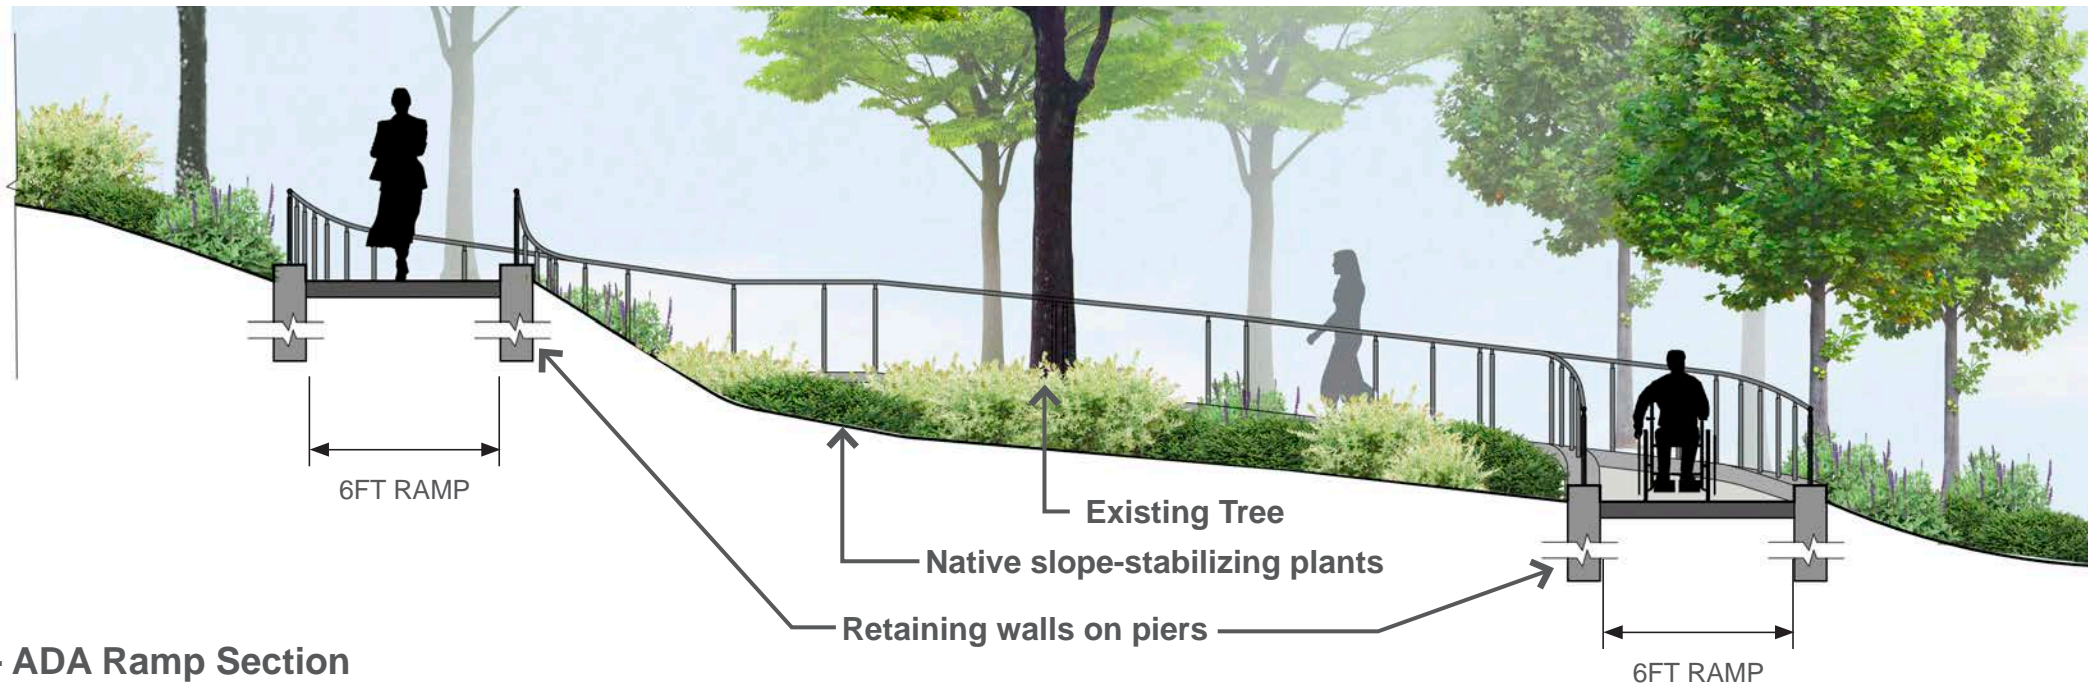 6FT RAMP
Existing Tree
Native slope-stabilizing plants
Retaining walls on piers
- ADA Ramp Section
6FT RAMP